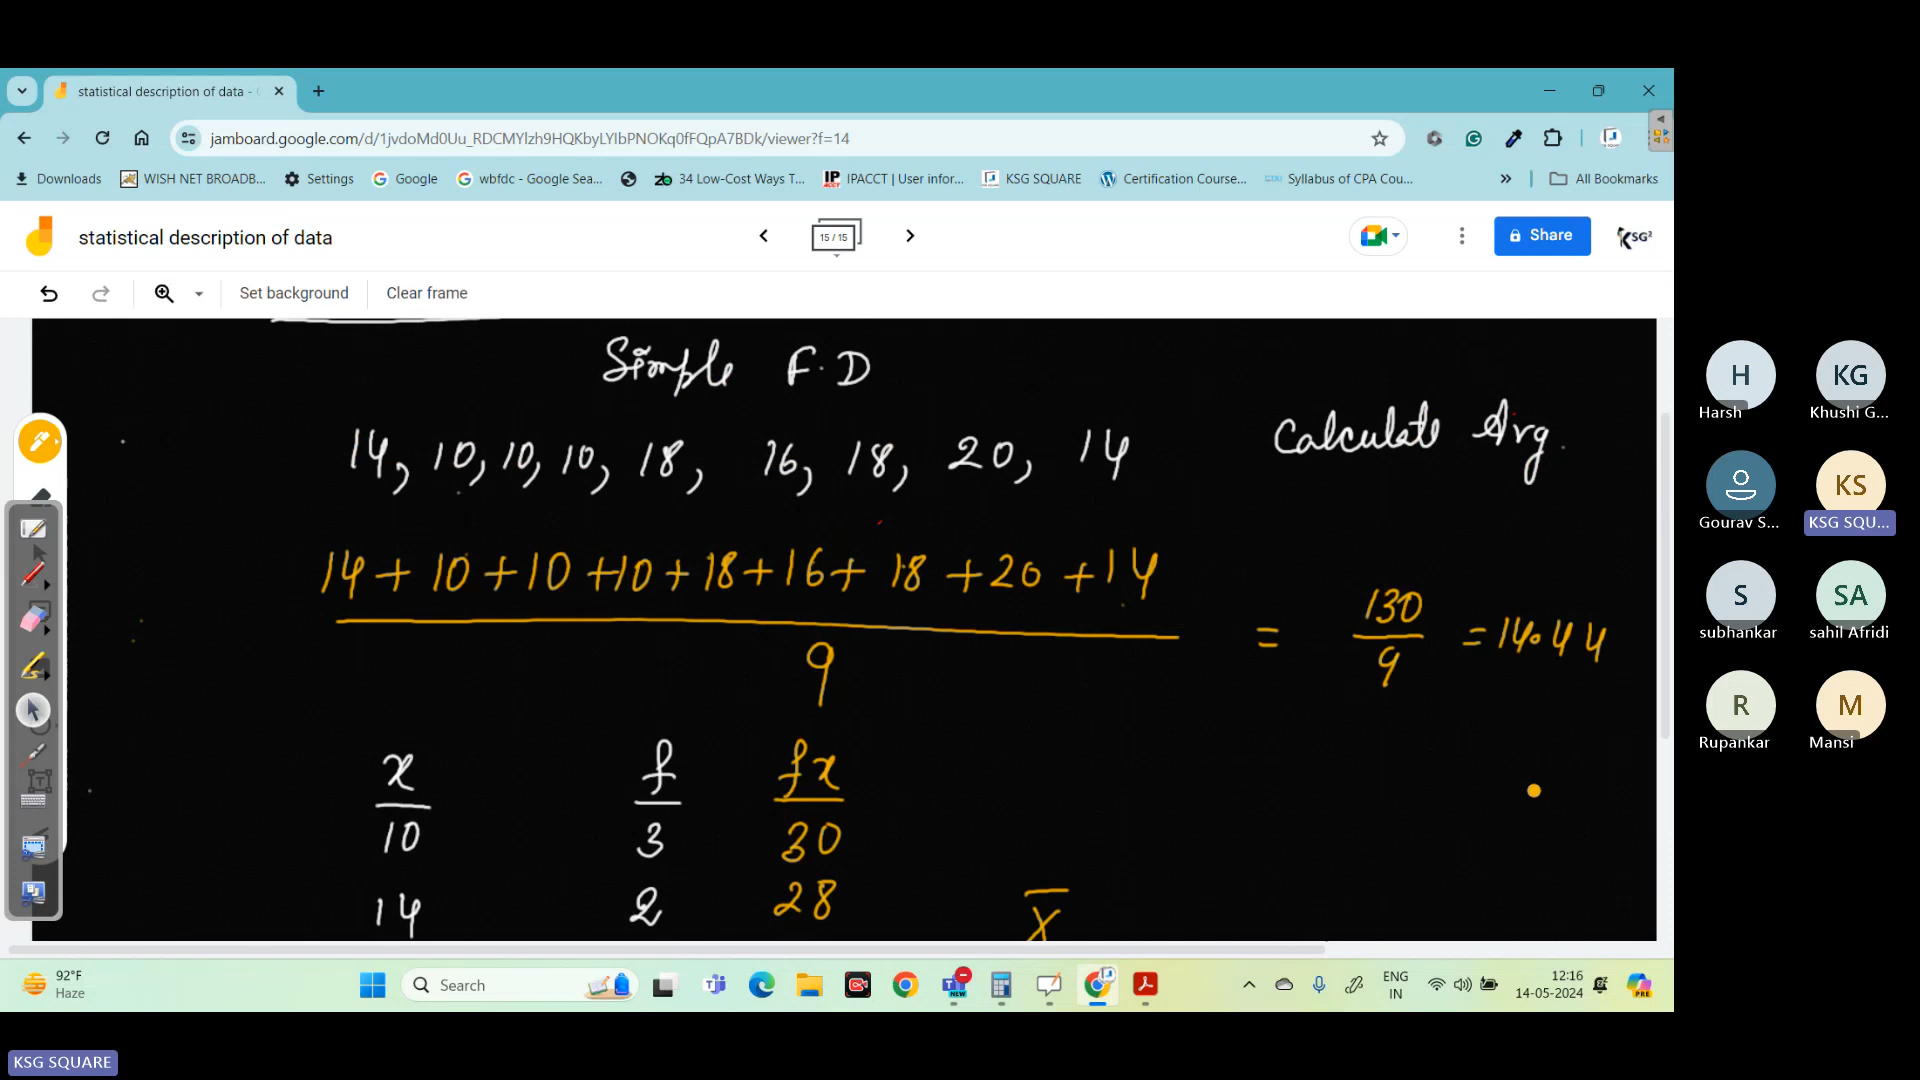 statistical description of data -
jamboard.google.com/d/1jvdoMd0Uu_RDCMYlzh9HQKbyLYlbPNOKq0fFQpA7BDk/viewer?f=14
Downloads WISH NET BROADB... Settings Google wbfdc - Google Sea... 34 Low-Cost Ways T... IPACCT | User infor... KSG SQUARE Certification Course... Syllabus of CPA Cou... » All Bookmarks
statistical description of data 15 / 15 Share KSG²
Set background Clear frame
Simple F.D
14, 10, 10, 10, 18, 16, 18, 20, 14 Calculate Avg.
14 + 10 + 10 + 10 + 18 + 16 + 18 + 20 + 14
9
= 130
9
= 14.44
x f fx
10 3 30
14 2 28
X
H KG
Harsh Khushi G...
KS
Gourav S... KSG SQU...
S SA
subhankar sahil Afridi
R M
Rupankar Mansi
92°F
Haze
Search
NEW
ENG
IN
12:16
14-05-2024
PRE
KSG SQUARE